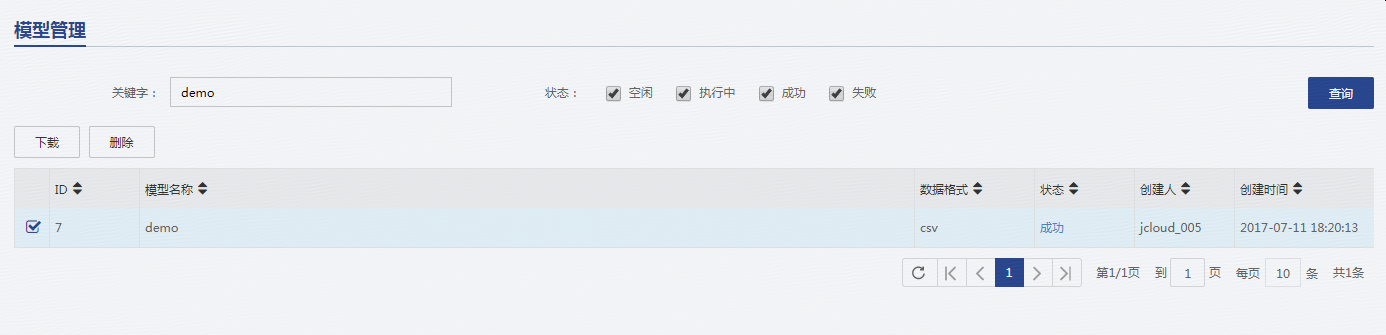 模型管理
关键字： demo 状态： 空闲 执行中 成功 失败 查询
下载 删除
ID 模型名称 数据格式 状态 创建人 创建时间
7 demo csv 成功 jcloud_005 2017-07-11 18:20:13
1 第1/1页 到 1 页 每页 10 条 共1条